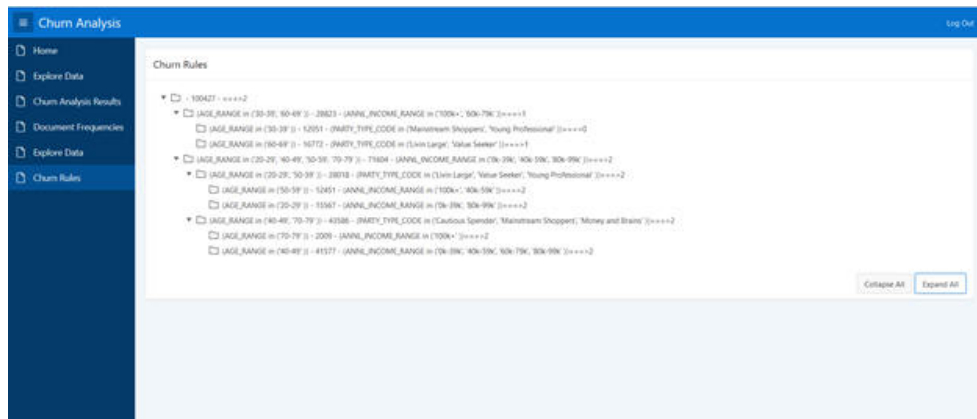 Churn Analysis
Log Out
Home
Explore Data
Churn Analysis Results
Document Frequencies
Explore Data
Churn Rules
Churn Rules
- 100427 - ====2
(AGE_RANGE in ('30-39', '60-69' )) - 28823 - (ANNL_INCOME_RANGE in ('100k+', '60k-79k' ))====1
(AGE_RANGE in ('30-39' )) - 12051 - (PARTY_TYPE_CODE in ('Mainstream Shoppers', 'Young Professional' ))====0
(AGE_RANGE in ('60-69' )) - 16772 - (PARTY_TYPE_CODE in ('Livin Large', 'Value Seeker' ))====1
(AGE_RANGE in ('20-29', '40-49', '50-59', '70-79' )) - 71604 - (ANNL_INCOME_RANGE in ('0k-39k', '40k-59k', '80k-99k' ))====2
(AGE_RANGE in ('20-29', '50-59' )) - 28018 - (PARTY_TYPE_CODE in ('Livin Large', 'Value Seeker', 'Young Professional' ))====2
(AGE_RANGE in ('50-59' )) - 12451 - (ANNL_INCOME_RANGE in ('100k+', '40k-59k' ))====2
(AGE_RANGE in ('20-29' )) - 15567 - (ANNL_INCOME_RANGE in ('0k-39k', '80k-99k' ))====2
(AGE_RANGE in ('40-49', '70-79' )) - 43586 - (PARTY_TYPE_CODE in ('Cautious Spender', 'Mainstream Shoppers', 'Money and Brains' ))====2
(AGE_RANGE in ('70-79' )) - 2009 - (ANNL_INCOME_RANGE in ('100k+' ))====2
(AGE_RANGE in ('40-49' )) - 41577 - (ANNL_INCOME_RANGE in ('0k-39k', '40k-59k', '60k-79k', '80k-99k' ))====2
Collapse All
Expand All